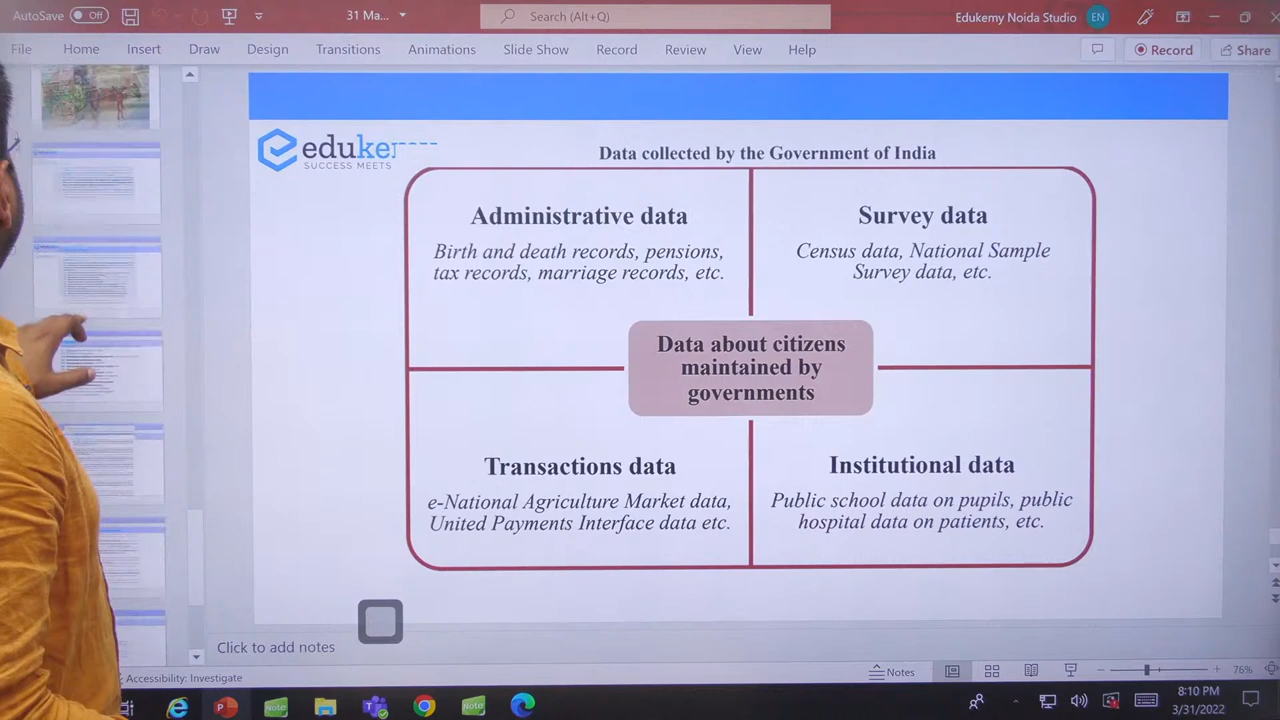 AutoSave Off 31 Ma... Search (Alt+Q) Edukemy Noida Studio EN
File Home Insert Draw Design Transitions Animations Slide Show Record Review View Help Record Share
eduke
SUCCESS MEETS
Data collected by the Government of India
Administrative data
Birth and death records, pensions,
tax records, marriage records, etc.
Survey data
Census data, National Sample
Survey data, etc.
Data about citizens
maintained by
governments
Transactions data
e-National Agriculture Market data,
United Payments Interface data etc.
Institutional data
Public school data on pupils, public
hospital data on patients, etc.
Click to add notes
Accessibility: Investigate Notes 76%
Note Note
8:10 PM
3/31/2022